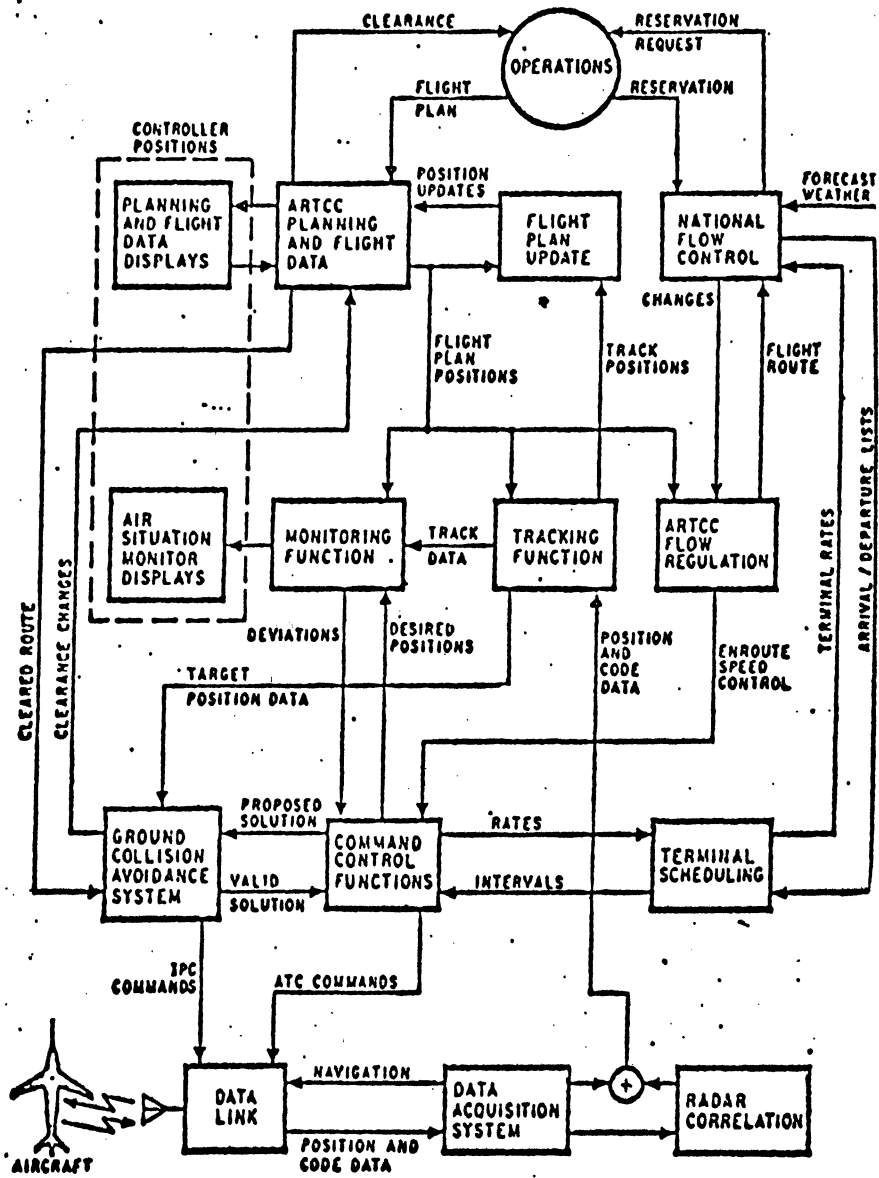 CLEARANCE
RESERVATION
REQUEST
OPERATIONS
FLIGHT
PLAN
RESERVATION
CONTROLLER
POSITIONS
POSITION
UPDATES
FORECAST
WEATHER
PLANNING
AND FLIGHT
DATA
DISPLAYS
ARTCC
PLANNING
AND FLIGHT
DATA
FLIGHT
PLAN
UPDATE
NATIONAL
FLOW
CONTROL
CHANGES
FLIGHT
PLAN
POSITIONS
TRACK
POSITIONS
FLIGHT
ROUTE
AIR
SITUATION
MONITOR
DISPLAYS
MONITORING
FUNCTION
TRACK
DATA
TRACKING
FUNCTION
ARTCC
FLOW
REGULATION
CLEARED ROUTE
CLEARANCE CHANGES
TERMINAL RATES
ARRIVAL / DEPARTURE LISTS
DEVIATIONS
DESIRED
POSITIONS
POSITION
AND
CODE
DATA
ENROUTE
SPEED
CONTROL
TARGET
POSITION DATA
PROPOSED
SOLUTION
GROUND
COLLISION
AVOIDANCE
SYSTEM
VALID
SOLUTION
COMMAND
CONTROL
FUNCTIONS
RATES
INTERVALS
TERMINAL
SCHEDULING
IPC
COMMANDS
ATC COMMANDS
NAVIGATION
DATA
LINK
DATA
ACQUISITION
SYSTEM
+
RADAR
CORRELATION
POSITION AND
CODE DATA
AIRCRAFT